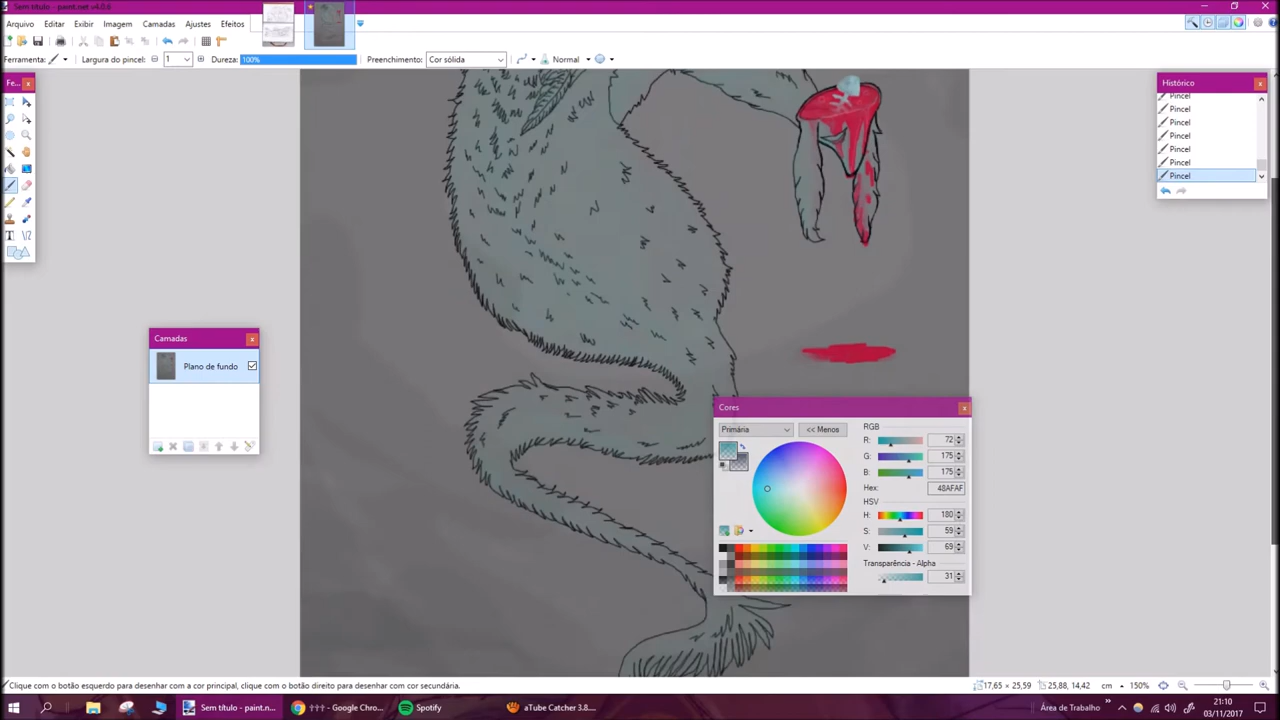 Sem título - paint.net v4.0.6
Arquivo Editar Exibir Imagem Camadas Ajustes Efeitos
Ferramenta: Largura do pincel: 1 Dureza: 100% Preenchimento: Cor sólida Normal
Fe...
Histórico
Pincel
Pincel
Pincel
Pincel
Pincel
Pincel
Pincel
Camadas
Plano de fundo
Cores
Primária << Menos
RGB
R: 72
G: 175
B: 175
Hex: 48AFAF
HSV
H: 180
S: 59
V: 69
Transparência - Alpha
31
Clique com o botão esquerdo para desenhar com a cor principal, clique com o botão direito para desenhar com cor secundária.
17,65 × 25,59 25,88, 14,42 cm 150%
Sem título - paint.n... ††† - Google Chro... Spotify aTube Catcher 3.8.... Área de Trabalho 21:10
03/11/2017